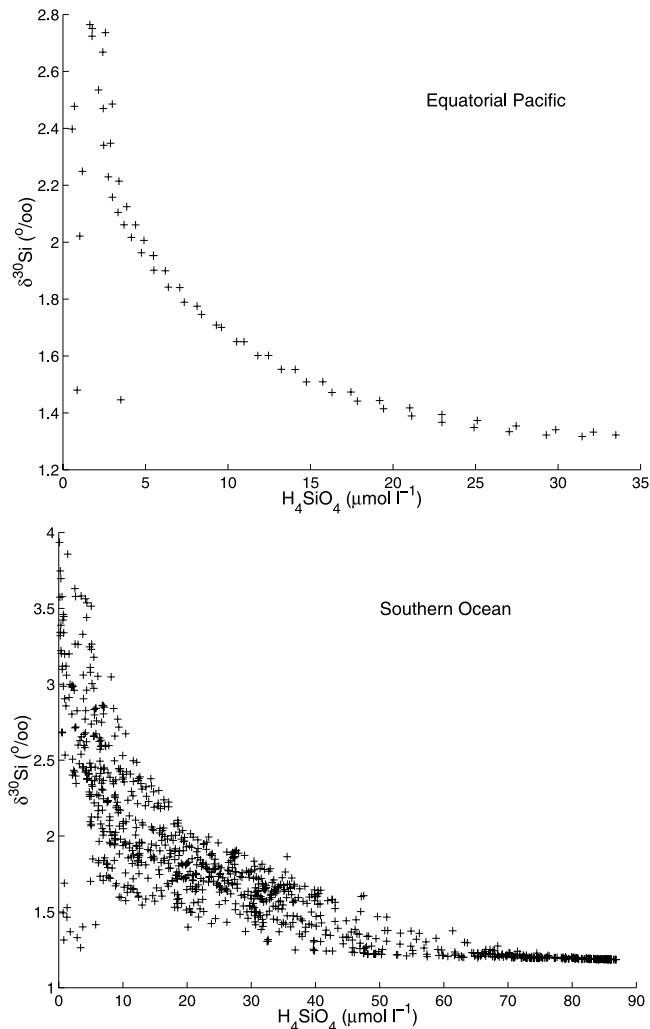 2.8
2.6
2.4
2.2
2
1.8
1.6
1.4
1.2
δ³⁰Si (°/oo)
Equatorial Pacific
0 5 10 15 20 25 30 35
H₄SiO₄ (μmol l⁻¹)
4
3.5
3
2.5
2
1.5
1
δ³⁰Si (°/oo)
Southern Ocean
0 10 20 30 40 50 60 70 80 90
H₄SiO₄ (μmol l⁻¹)